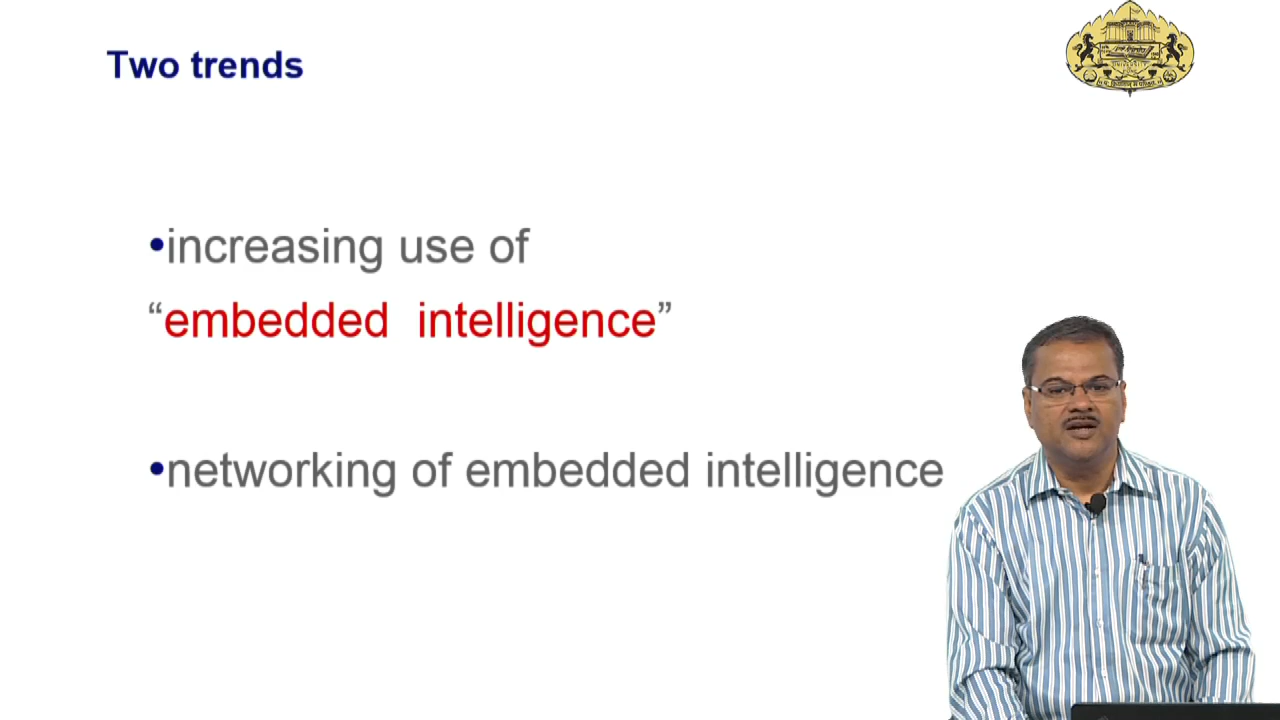 Two trends
•increasing use of
“embedded  intelligence”
•networking of embedded intelligence